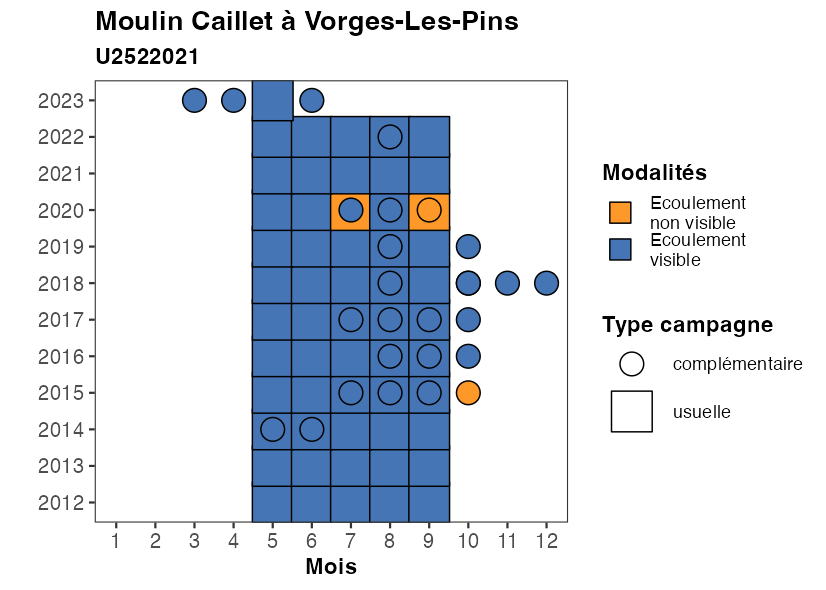 Moulin Caillet à Vorges-Les-Pins
U2522021
2023
2022
2021
2020
2019
2018
2017
2016
2015
2014
2013
2012
1 2 3 4 5 6 7 8 9 10 11 12
Mois
Modalités
Ecoulement
non visible
Ecoulement
visible
Type campagne
complémentaire
usuelle